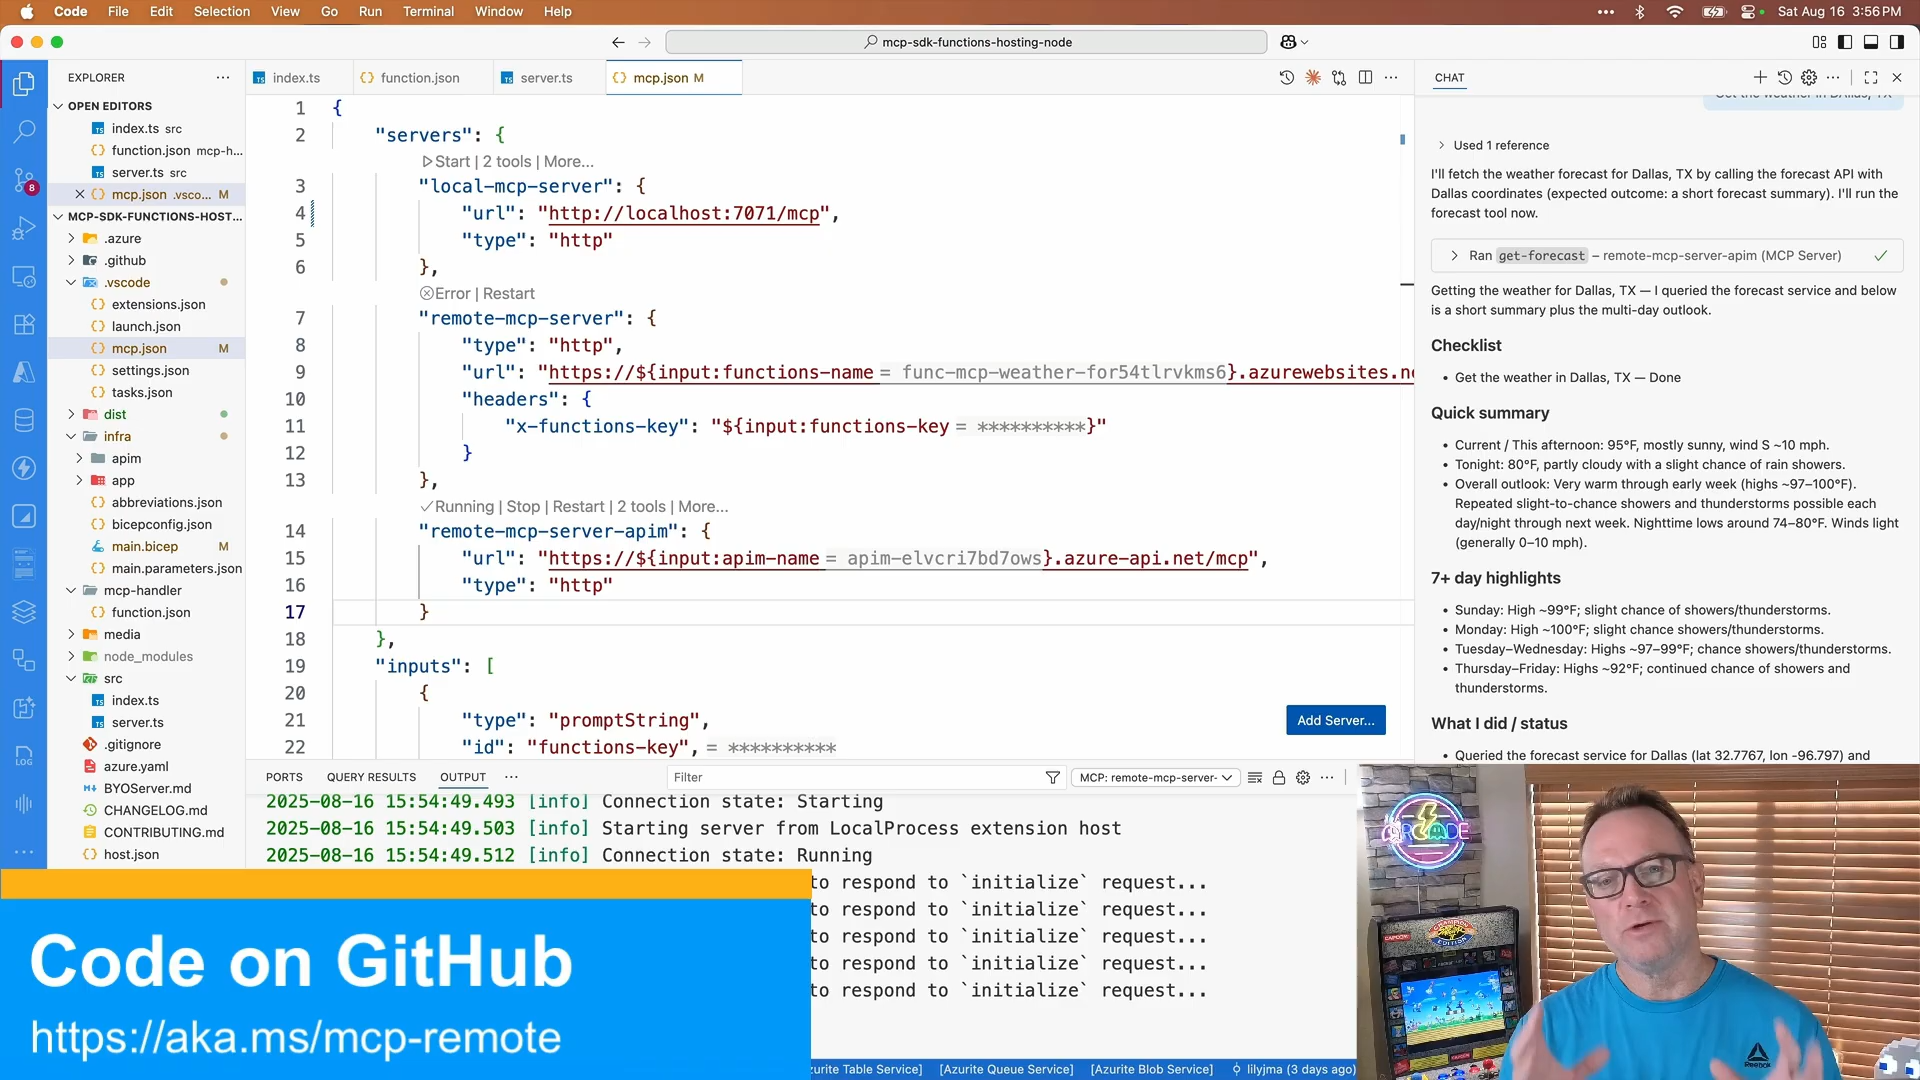 Code File Edit Selection View Go Run Terminal Window Help
Sat Aug 16 3:56 PM
mcp-sdk-functions-hosting-node
EXPLORER
OPEN EDITORS
index.ts src
function.json mcp-h...
server.ts src
mcp.json .vsco... M
MCP-SDK-FUNCTIONS-HOST...
.azure
.github
.vscode
extensions.json
launch.json
mcp.json M
settings.json
tasks.json
dist
infra
apim
app
abbreviations.json
bicepconfig.json
main.bicep M
main.parameters.json
mcp-handler
function.json
media
node_modules
src
index.ts
server.ts
.gitignore
azure.yaml
BYOServer.md
CHANGELOG.md
CONTRIBUTING.md
host.json
8
LOG
index.ts function.json server.ts mcp.json M
1 {
2 "servers": {
Start | 2 tools | More...
3 "local-mcp-server": {
4 "url": "http://localhost:7071/mcp",
5 "type": "http"
6 },
Error | Restart
7 "remote-mcp-server": {
8 "type": "http",
9 "url": "https://${input:functions-name = func-mcp-weather-for54tlrvkms6}.azurewebsites.ne
10 "headers": {
11 "x-functions-key": "${input:functions-key = **********}"
12 }
13 },
✓Running | Stop | Restart | 2 tools | More...
14 "remote-mcp-server-apim": {
15 "url": "https://${input:apim-name = apim-elvcri7bd7ows}.azure-api.net/mcp",
16 "type": "http"
17 }
18 },
19 "inputs": [
20 {
21 "type": "promptString",
22 "id": "functions-key", = **********
Add Server...
PORTS QUERY RESULTS OUTPUT ...
Filter
MCP: remote-mcp-server-
2025-08-16 15:54:49.493 [info] Connection state: Starting
2025-08-16 15:54:49.503 [info] Starting server from LocalProcess extension host
2025-08-16 15:54:49.512 [info] Connection state: Running
to respond to `initialize` request...
to respond to `initialize` request...
to respond to `initialize` request...
to respond to `initialize` request...
to respond to `initialize` request...
zurite Table Service] [Azurite Queue Service] [Azurite Blob Service] lilyjma (3 days ago)
CHAT
Get the weather in DAllas, TX
Used 1 reference
I'll fetch the weather forecast for Dallas, TX by calling the forecast API with
Dallas coordinates (expected outcome: a short forecast summary). I'll run the
forecast tool now.
Ran get-forecast – remote-mcp-server-apim (MCP Server)
Getting the weather for Dallas, TX — I queried the forecast service and below
is a short summary plus the multi-day outlook.
Checklist
• Get the weather in Dallas, TX — Done
Quick summary
• Current / This afternoon: 95°F, mostly sunny, wind S ~10 mph.
• Tonight: 80°F, partly cloudy with a slight chance of rain showers.
• Overall outlook: Very warm through early week (highs ~97–100°F).
Repeated slight-to-chance showers and thunderstorms possible each
day/night through next week. Nighttime lows around 74–80°F. Winds light
(generally 0–10 mph).
7+ day highlights
• Sunday: High ~99°F; slight chance of showers/thunderstorms.
• Monday: High ~100°F; slight chance showers/thunderstorms.
• Tuesday–Wednesday: Highs ~97–99°F; chance showers/thunderstorms.
• Thursday–Friday: Highs ~92°F; continued chance of showers and
thunderstorms.
What I did / status
• Queried the forecast service for Dallas (lat 32.7767, lon -96.797) and
Code on GitHub
https://aka.ms/mcp-remote
ARCADE
CAPCOM
EDITION
Reebok